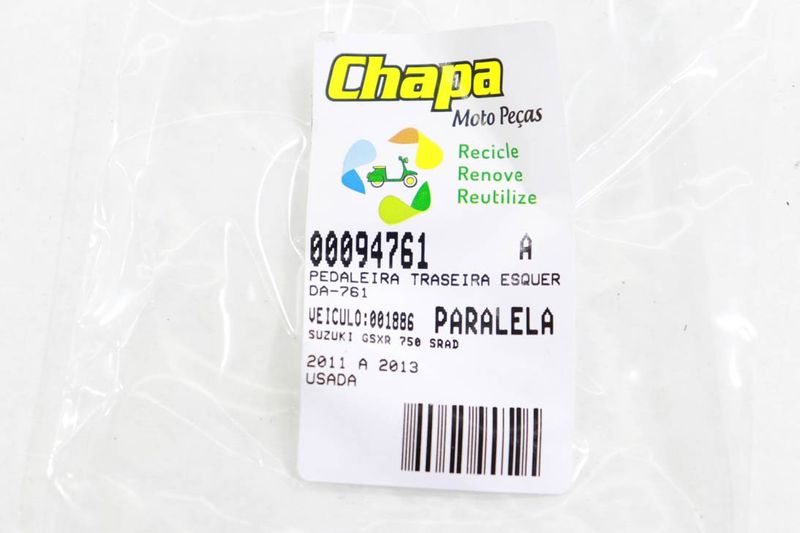 Chapa
Moto Peças
Recicle
Renove
Reutilize
00094761 A
PEDALEIRA TRASEIRA ESQUER
DA-761
VEICULO:001886 PARALELA
SUZUKI GSXR 750 SRAD
2011 A 2013
USADA